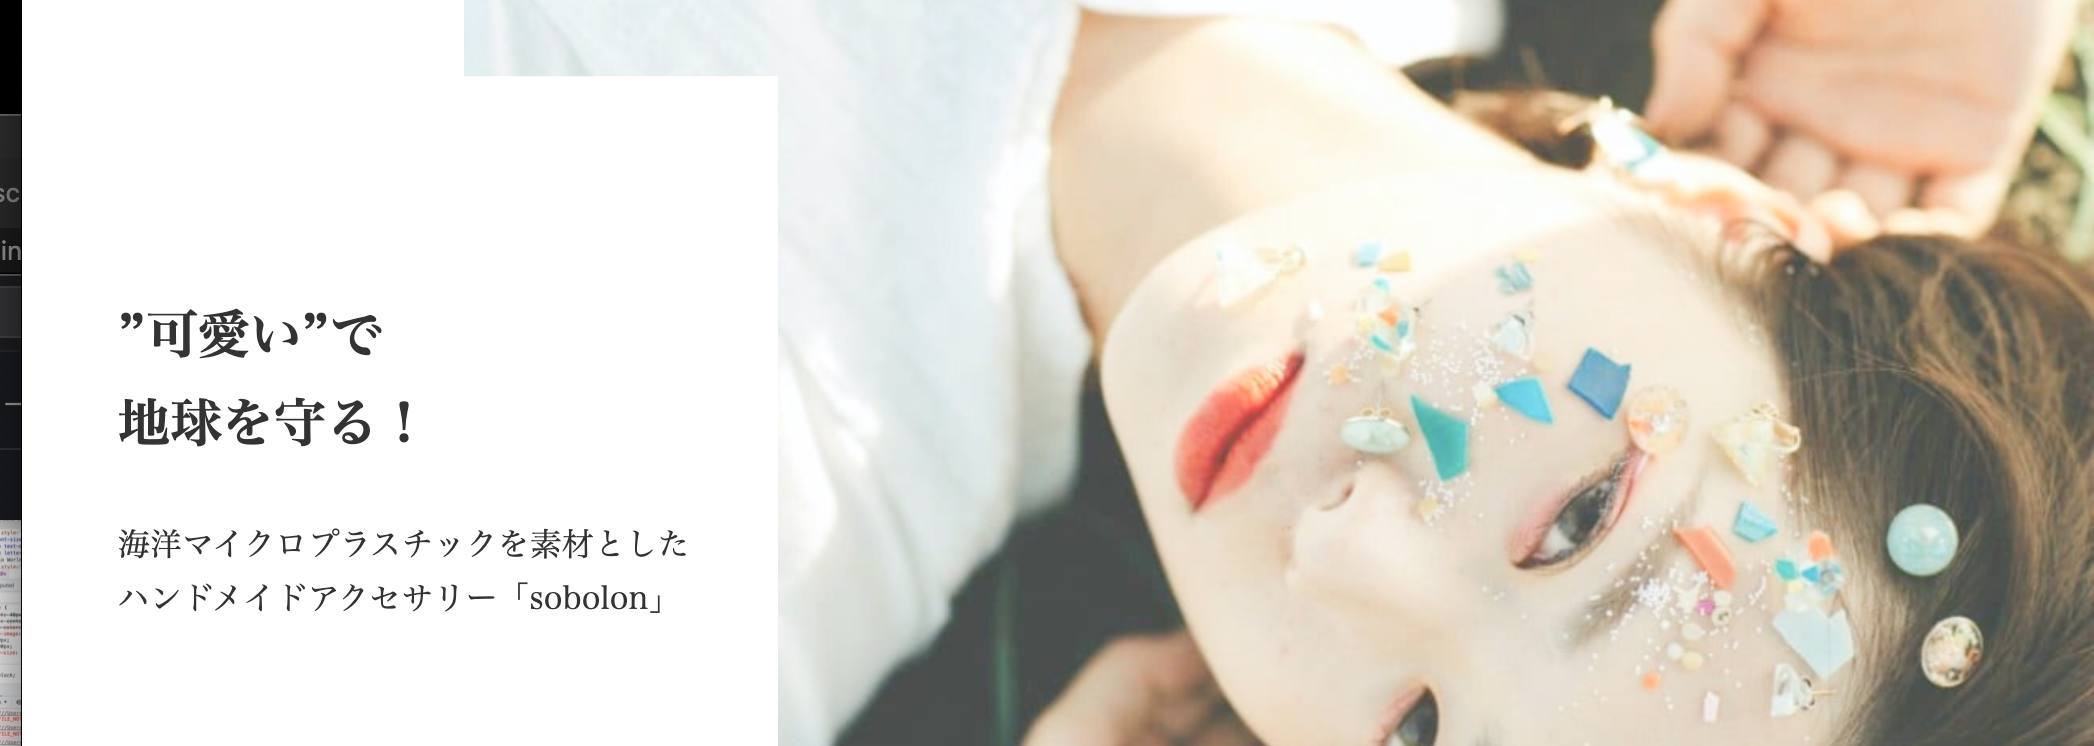 ”可愛い”で
地球を守る！
海洋マイクロプラスチックを素材とした
ハンドメイドアクセサリー「sobolon」